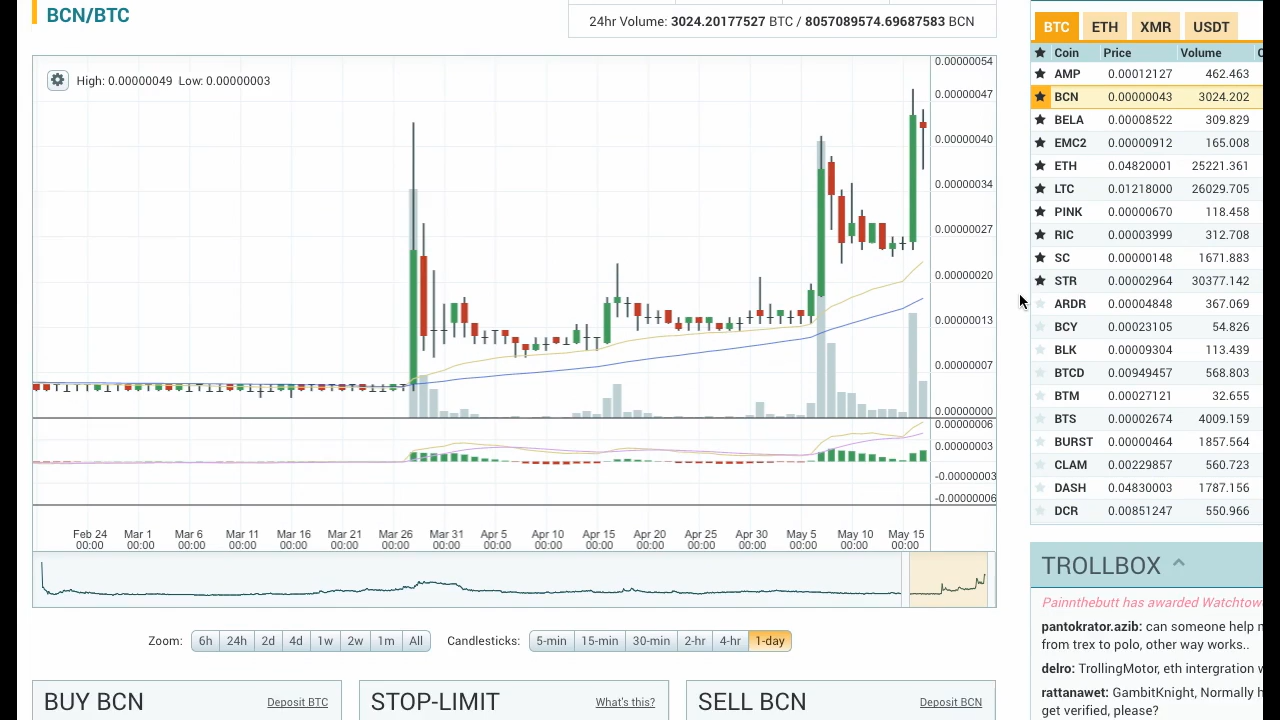 BCN/BTC
24hr Volume: 3024.20177527 BTC / 8057089574.69687583 BCN
High: 0.00000049 Low: 0.00000003
0.00000054
0.00000047
0.00000040
0.00000034
0.00000027
0.00000020
0.00000013
0.00000007
0.00000000
0.00000006
0.00000003
-0.00000003
-0.00000006
Feb 24 Mar 1 Mar 6 Mar 11 Mar 16 Mar 21 Mar 26 Mar 31 Apr 5 Apr 10 Apr 15 Apr 20 Apr 25 Apr 30 May 5 May 10 May 15
00:00 00:00 00:00 00:00 00:00 00:00 00:00 00:00 00:00 00:00 00:00 00:00 00:00 00:00 00:00 00:00 00:00
Zoom: 6h 24h 2d 4d 1w 2w 1m All Candlesticks: 5-min 15-min 30-min 2-hr 4-hr 1-day
BUY BCN Deposit BTC STOP-LIMIT What's this? SELL BCN Deposit BCN
BTC ETH XMR USDT
Coin Price Volume
AMP 0.00012127 462.463
BCN 0.00000043 3024.202
BELA 0.00008522 309.829
EMC2 0.00000912 165.008
ETH 0.04820001 25221.361
LTC 0.01218000 26029.705
PINK 0.00000670 118.458
RIC 0.00003999 312.708
SC 0.00000148 1671.883
STR 0.00002964 30377.142
ARDR 0.00004848 367.069
BCY 0.00023105 54.826
BLK 0.00009304 113.439
BTCD 0.00949457 568.803
BTM 0.00027121 32.655
BTS 0.00002674 4009.159
BURST 0.00000464 1857.564
CLAM 0.00229857 560.723
DASH 0.04830003 1787.156
DCR 0.00851247 550.966
TROLLBOX
Painnthebutt has awarded Watchtow
pantokrator.azib: can someone help
from trex to polo, other way works..
delro: TrollingMotor, eth intergration
rattanawet: GambitKnight, Normally
get verified, please?